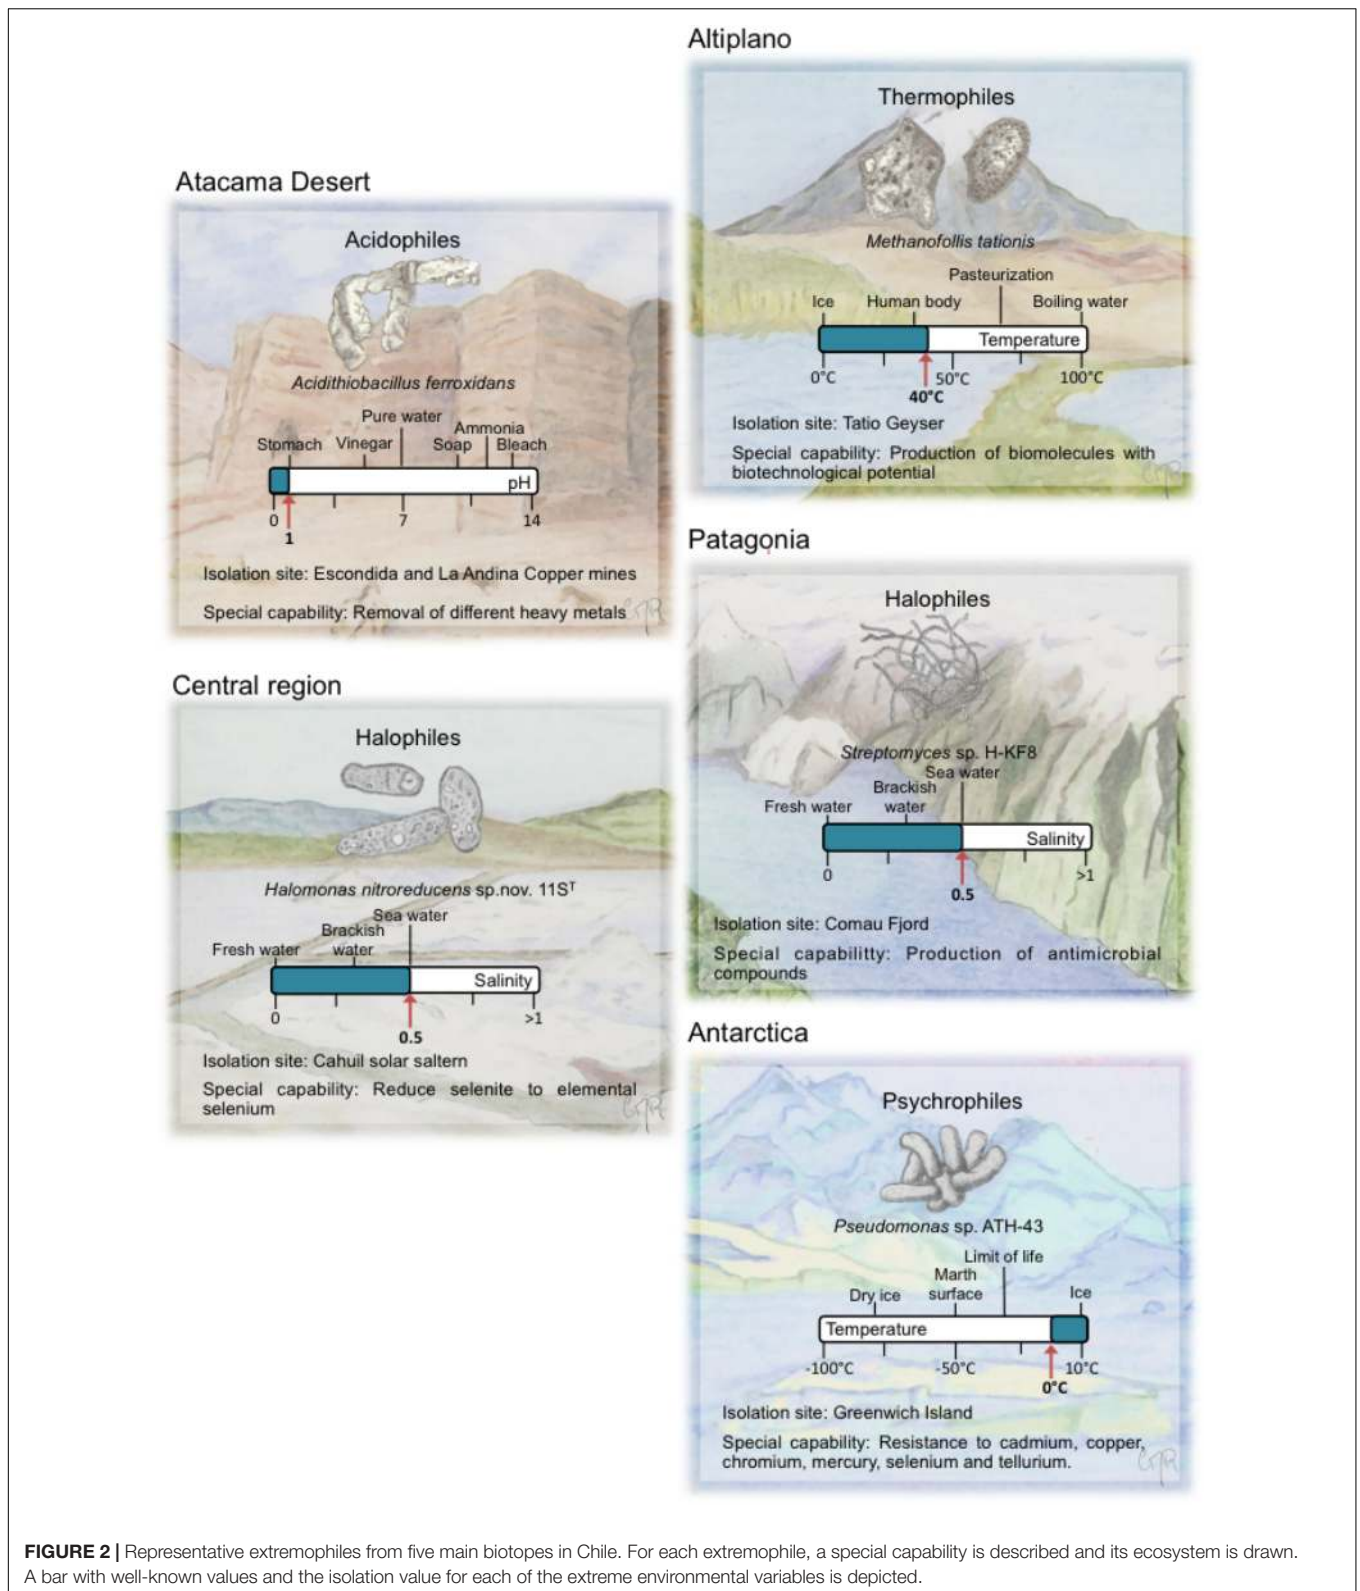 Altiplano
Thermophiles
Methanofollis tationis
Pasteurization
Ice Human body Boiling water
Temperature
0°C 50°C 100°C
40°C
Isolation site: Tatio Geyser
Special capability: Production of biomolecules with
biotechnological potential
Atacama Desert
Acidophiles
Acidithiobacillus ferroxidans
Pure water
Ammonia
Stomach Vinegar Soap Bleach
pH
0 7 14
1
Isolation site: Escondida and La Andina Copper mines
Special capability: Removal of different heavy metals
Patagonia
Halophiles
Streptomyces sp. H-KF8
Sea water
Brackish
Fresh water water
Salinity
0 >1
0.5
Isolation site: Comau Fjord
Special capabilitty: Production of antimicrobial
compounds
Central region
Halophiles
Halomonas nitroreducens sp.nov. 11Sᵀ
Sea water
Brackish
Fresh water water
Salinity
0 >1
0.5
Isolation site: Cahuil solar saltern
Special capability: Reduce selenite to elemental
selenium
Antarctica
Psychrophiles
Pseudomonas sp. ATH-43
Limit of life
Marth
Dry ice surface Ice
Temperature
-100°C -50°C 10°C
0°C
Isolation site: Greenwich Island
Special capability: Resistance to cadmium, copper,
chromium, mercury, selenium and tellurium.
FIGURE 2 | Representative extremophiles from five main biotopes in Chile. For each extremophile, a special capability is described and its ecosystem is drawn.
A bar with well-known values and the isolation value for each of the extreme environmental variables is depicted.